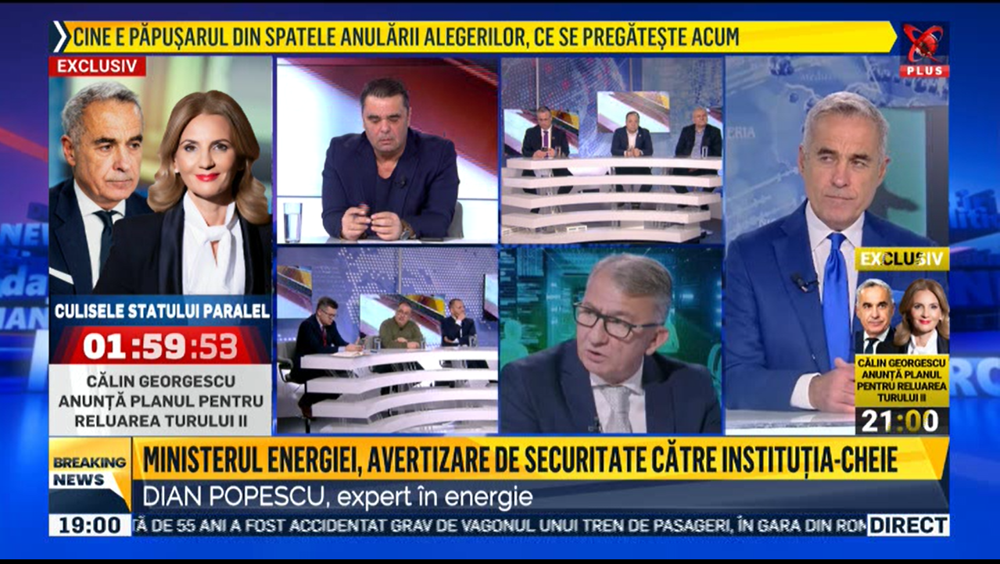 CINE E PĂPUȘARUL DIN SPATELE ANULĂRII ALEGERILOR, CE SE PREGĂTEȘTE ACUM
PLUS
EXCLUSIV
CULISELE STATULUI PARALEL
01:59:53
CĂLIN GEORGESCU
ANUNȚĂ PLANUL PENTRU
RELUAREA TURULUI II
EXCLUSIV
CĂLIN GEORGESCU
ANUNȚĂ PLANUL
PENTRU RELUAREA
TURULUI II
21:00
BREAKING
NEWS
MINISTERUL ENERGIEI, AVERTIZARE DE SECURITATE CĂTRE INSTITUȚIA-CHEIE
DIAN POPESCU, expert în energie
19:00
DE 55 ANI A FOST ACCIDENTAT GRAV DE VAGONUL UNUI TREN DE PASAGERI, ÎN GARA DIN
DIRECT